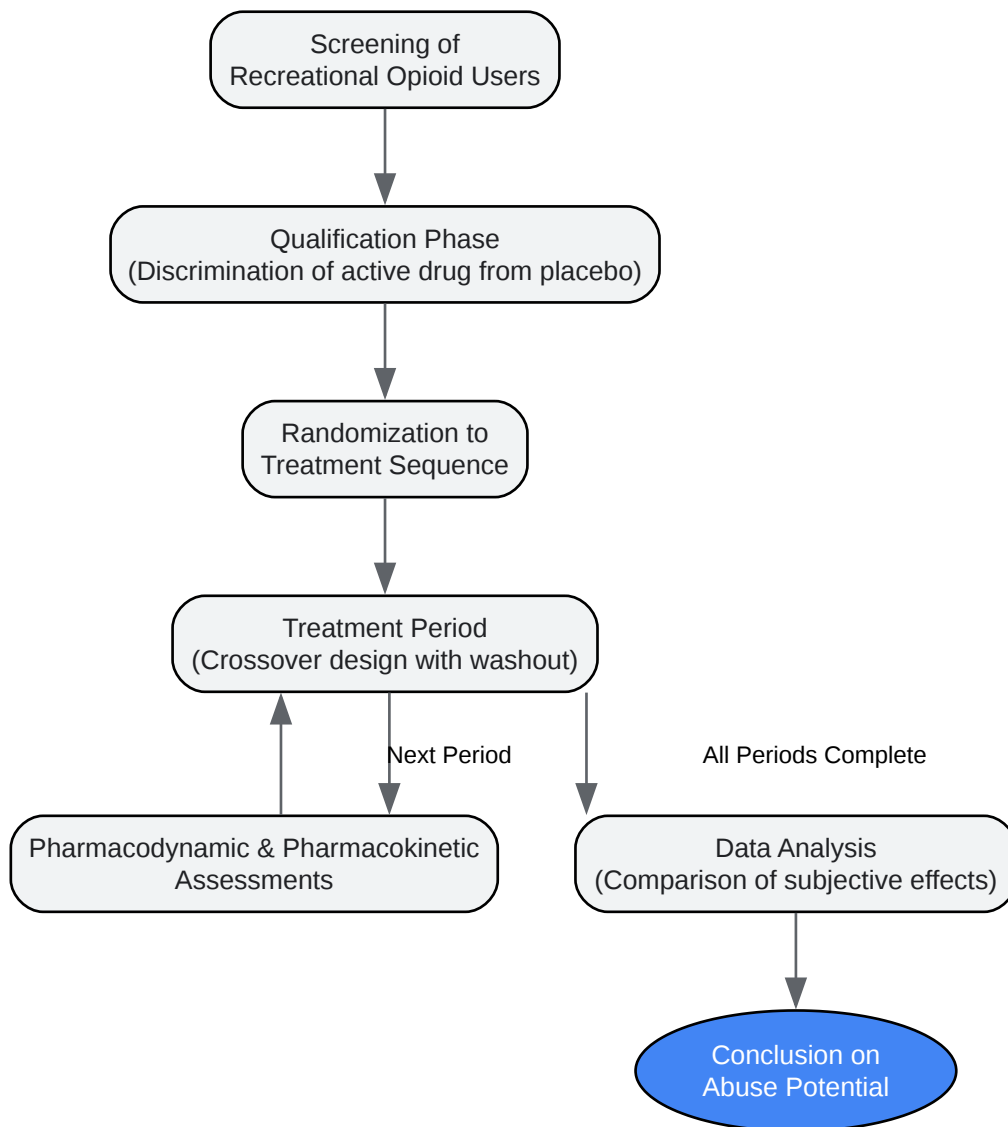 Screening of
Recreational Opioid Users
Qualification Phase
(Discrimination of active drug from placebo)
Randomization to
Treatment Sequence
Treatment Period
(Crossover design with washout)
Next Period
All Periods Complete
Pharmacodynamic & Pharmacokinetic
Assessments
Data Analysis
(Comparison of subjective effects)
Conclusion on
Abuse Potential